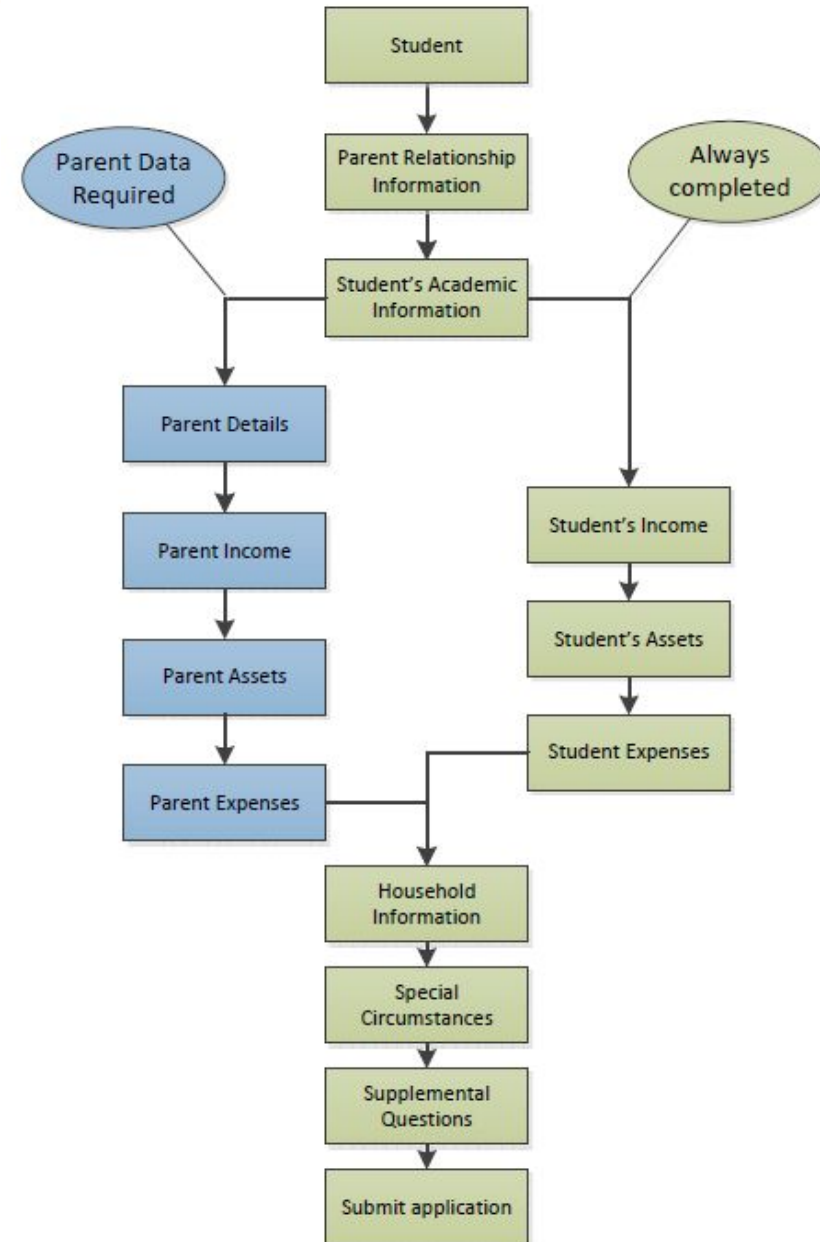 Student
Parent Data
Required
Parent Relationship
Information
Always
completed
Student's Academic
Information
Parent Details
Parent Income
Parent Assets
Parent Expenses
Student's Income
Student's Assets
Student Expenses
Household
Information
Special
Circumstances
Supplemental
Questions
Submit application